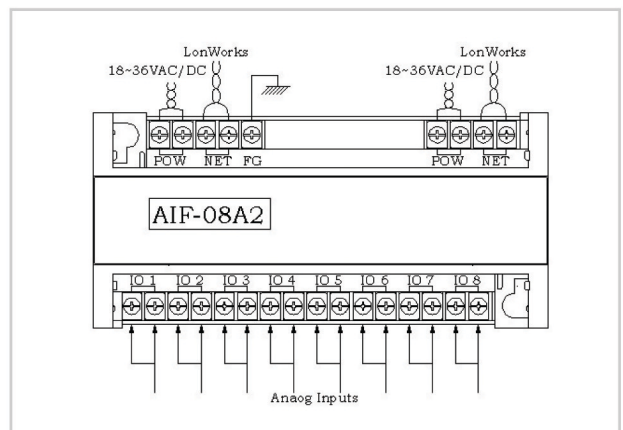 LonWorks LonWorks
18~36VAC/DC 18~36VAC/DC
POW NET FG POW NET
AIF-08A2
IO 1 IO 2 IO 3 IO 4 IO 5 IO 6 IO 7 IO 8
Anaog Inputs